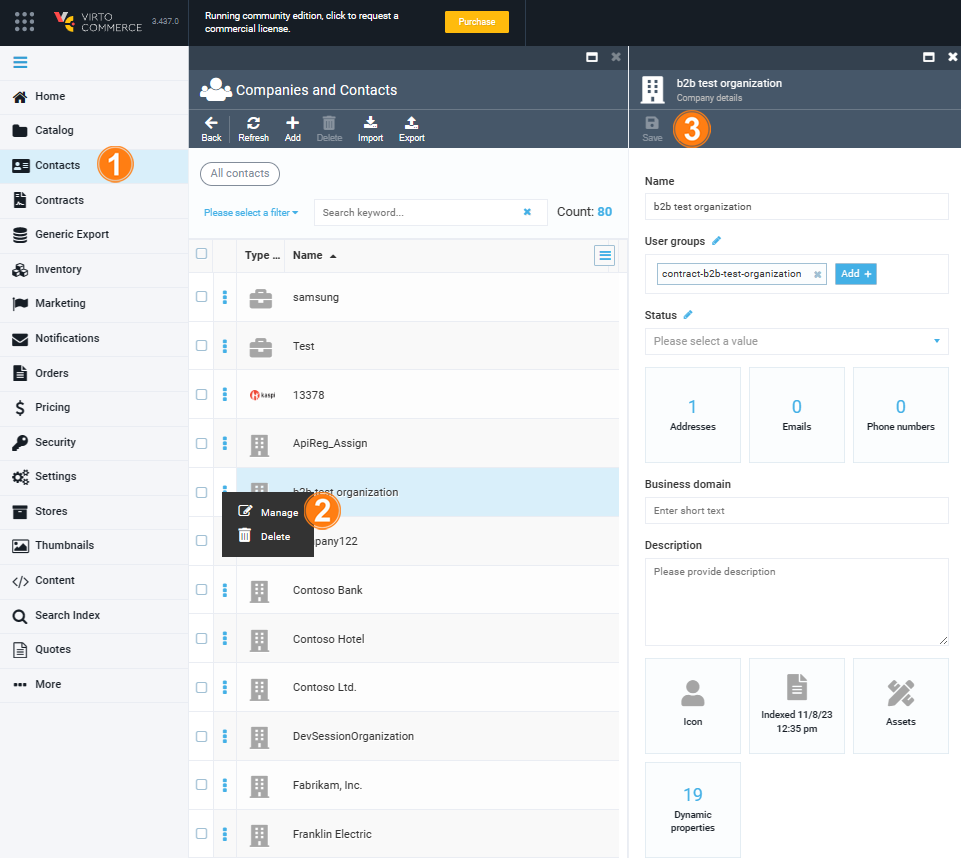 VIRTO
COMMERCE
3.437.0
Running community edition, click to request a
commercial license.
Purchase
Home
Catalog
Contacts
1
Contracts
Generic Export
Inventory
Marketing
Notifications
Orders
Pricing
Security
Settings
Stores
Thumbnails
Content
Search Index
Quotes
More
Companies and Contacts
Back
Refresh
Add
Delete
Import
Export
All contacts
Please select a filter
Search keyword...
Count: 80
Type ...
Name
samsung
Test
kaspi
13378
ApiReg_Assign
b2b test organization
Manage
2
Delete
pany122
Contoso Bank
Contoso Hotel
Contoso Ltd.
DevSessionOrganization
Fabrikam, Inc.
Franklin Electric
b2b test organization
Company details
Save
3
Name
b2b test organization
User groups
contract-b2b-test-organization
Add +
Status
Please select a value
1
Addresses
0
Emails
0
Phone numbers
Business domain
Enter short text
Description
Please provide description
Icon
Indexed 11/8/23
12:35 pm
Assets
19
Dynamic
properties